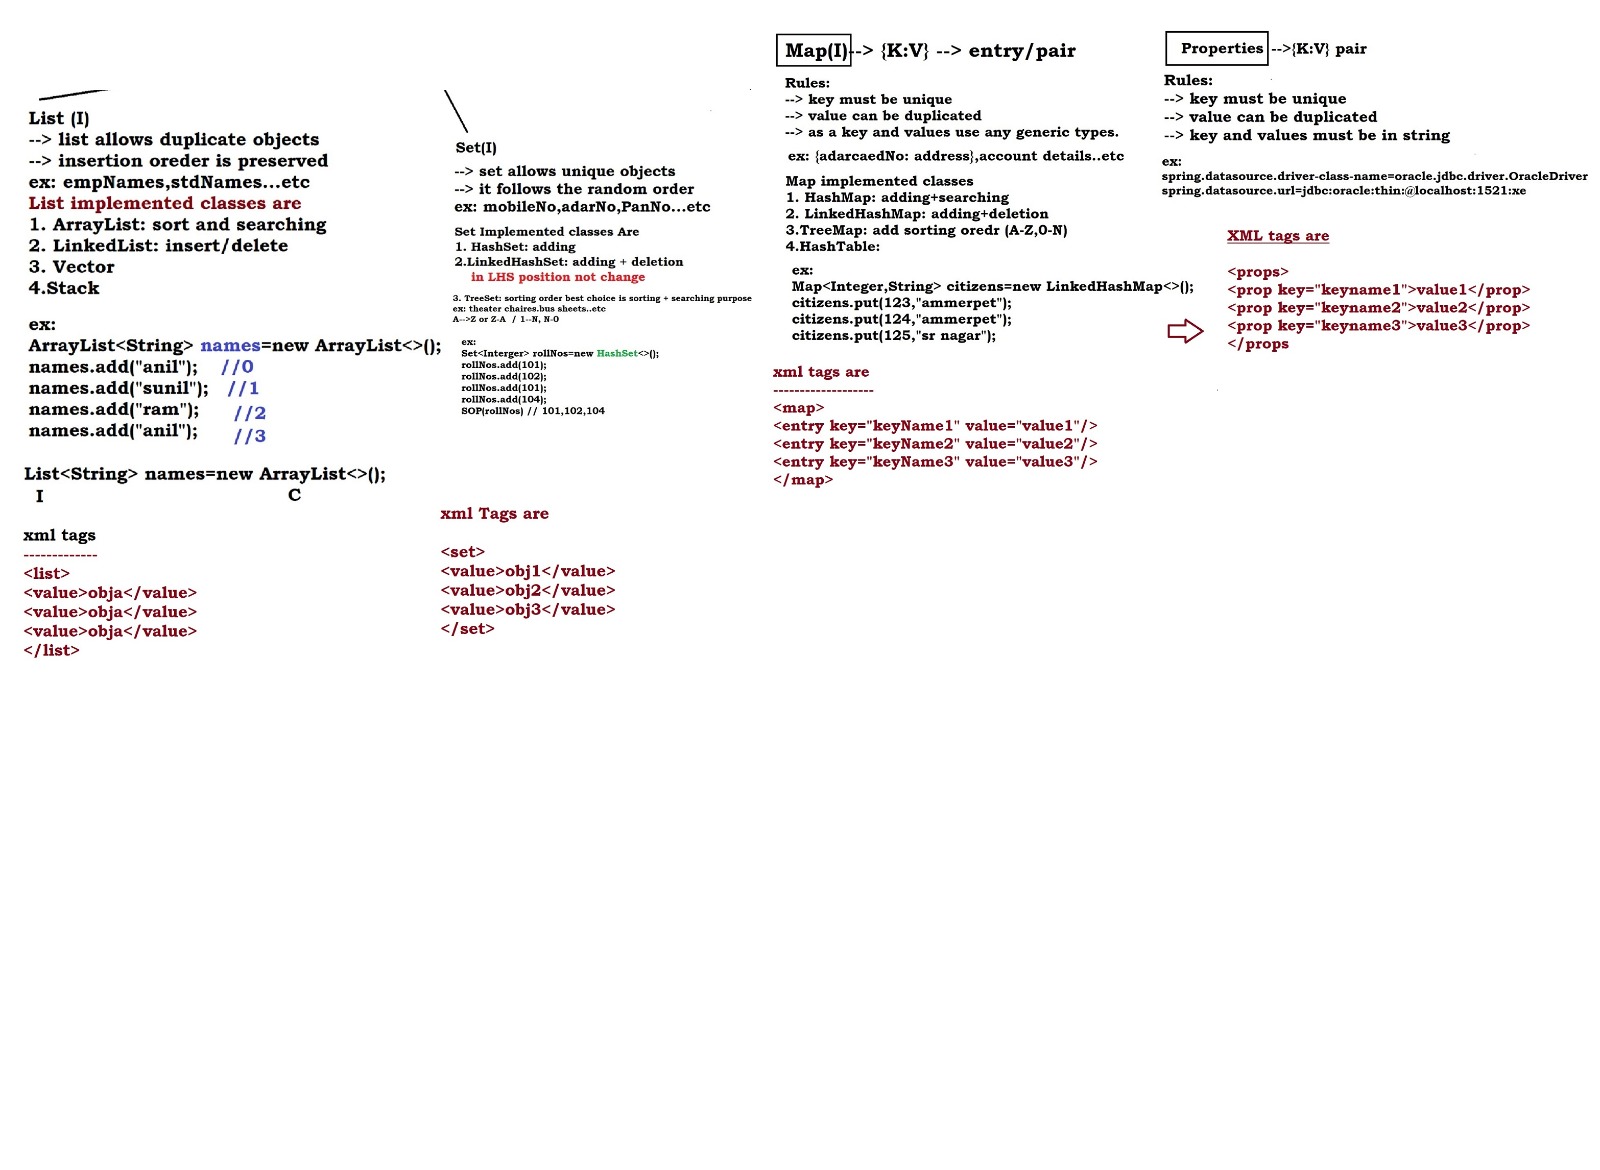 List (I)
--> list allows duplicate objects
--> insertion oreder is preserved
ex: empNames,stdNames...etc
List implemented classes are
1. ArrayList: sort and searching
2. LinkedList: insert/delete
3. Vector
4.Stack
ex:
ArrayList<String> names=new ArrayList<>();
names.add("anil"); //0
names.add("sunil"); //1
names.add("ram"); //2
names.add("anil"); //3
List<String> names=new ArrayList<>();
I C
xml tags
-------------
<list>
<value>obja</value>
<value>obja</value>
<value>obja</value>
</list>
Set(I)
--> set allows unique objects
--> it follows the random order
ex: mobileNo,adarNo,PanNo...etc
Set Implemented classes Are
1. HashSet: adding
2.LinkedHashSet: adding + deletion
in LHS position not change
3. TreeSet: sorting order best choice is sorting + searching purpose
ex: theater chaires.bus sheets..etc
A-->Z or Z-A / 1--N, N-0
ex:
Set<Interger> rollNos=new HashSet<>();
rollNos.add(101);
rollNos.add(102);
rollNos.add(101);
rollNos.add(104);
SOP(rollNos) // 101,102,104
xml Tags are
<set>
<value>obj1</value>
<value>obj2</value>
<value>obj3</value>
</set>
Map(I)--> {K:V} --> entry/pair
Rules:
--> key must be unique
--> value can be duplicated
--> as a key and values use any generic types.
ex: {adarcaedNo: address},account details..etc
Map implemented classes
1. HashMap: adding+searching
2. LinkedHashMap: adding+deletion
3.TreeMap: add sorting oredr (A-Z,0-N)
4.HashTable:
ex:
Map<Integer,String> citizens=new LinkedHashMap<>();
citizens.put(123,"ammerpet");
citizens.put(124,"ammerpet");
citizens.put(125,"sr nagar");
xml tags are
-------------------
<map>
<entry key="keyName1" value="value1"/>
<entry key="keyName2" value="value2"/>
<entry key="keyName3" value="value3"/>
</map>
Properties -->{K:V} pair
Rules:
--> key must be unique
--> value can be duplicated
--> key and values must be in string
ex:
spring.datasource.driver-class-name=oracle.jdbc.driver.OracleDriver
spring.datasource.url=jdbc:oracle:thin:@localhost:1521:xe
XML tags are
<props>
<prop key="keyname1">value1</prop>
<prop key="keyname2">value2</prop>
<prop key="keyname3">value3</prop>
</props